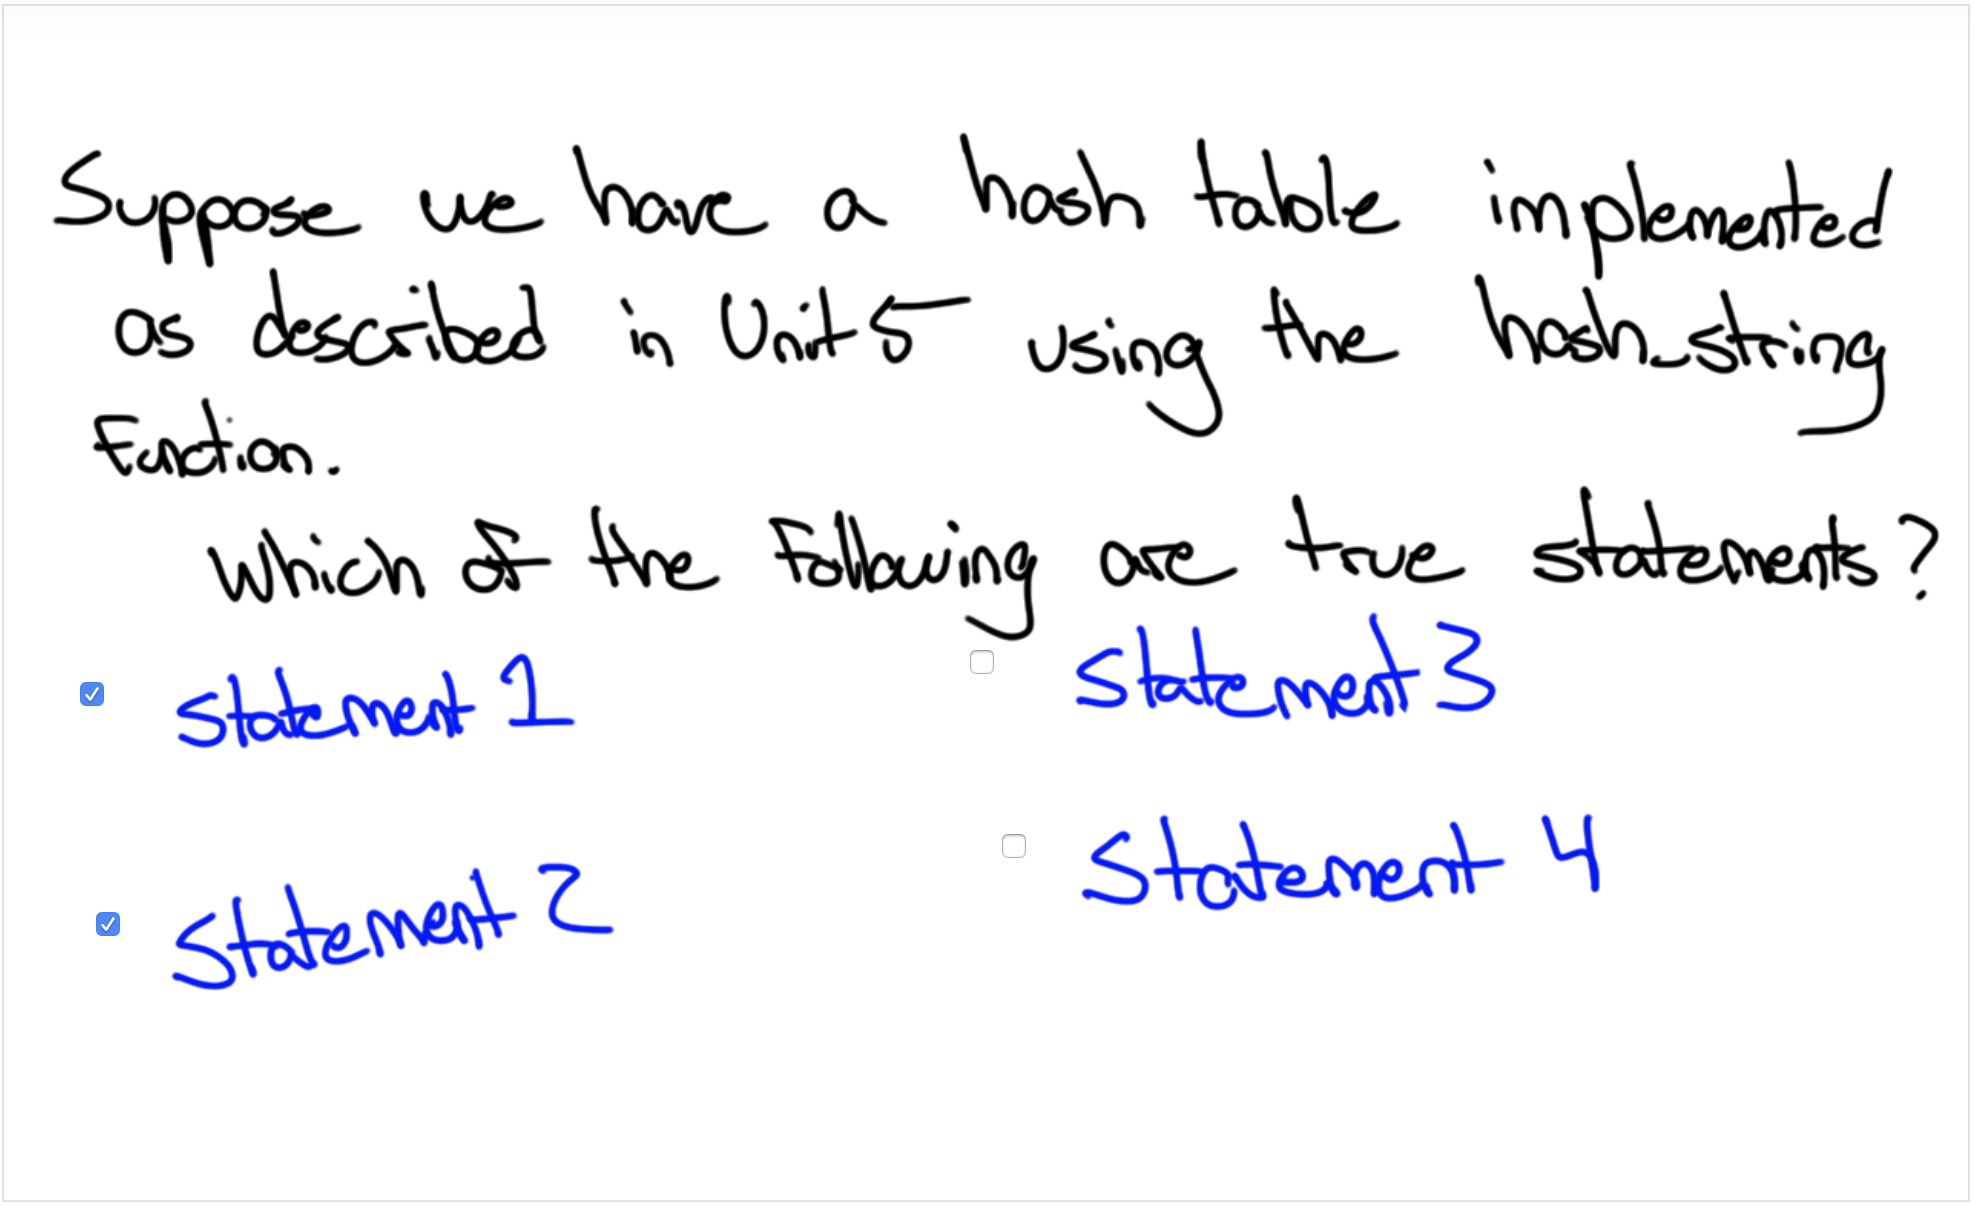 Suppose we have a hash table implemented
as described in Unit 5 using the hash_string
Function.
Which of the Following are true statements?
Statement 1
Statement 3
Statement 2
Statement 4